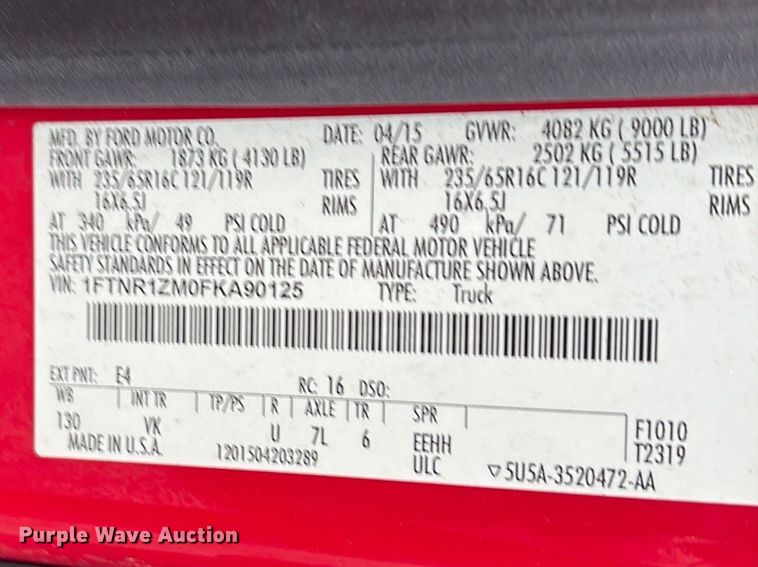 MFD. BY FORD MOTOR CO. DATE: 04/15 GVWR: 4082 KG ( 9000 LB)
FRONT GAWR: 1873 KG ( 4130 LB) REAR GAWR: 2502 KG ( 5515 LB)
WITH 235/65R16C 121/119R TIRES WITH 235/65R16C 121/119R TIRES
16X6.5J RIMS 16X6.5J RIMS
AT 340 kPa/ 49 PSI COLD AT 490 kPa/ 71 PSI COLD
THIS VEHICLE CONFORMS TO ALL APPLICABLE FEDERAL MOTOR VEHICLE
SAFETY STANDARDS IN EFFECT ON THE DATE OF MANUFACTURE SHOWN ABOVE.
VIN: 1FTNR1ZM0FKA90125 TYPE: Truck
EXT PNT: E4 RC: 16 DSO:
WB INT TR TP/PS R AXLE TR SPR
130 VK U 7L 6 EEHH F1010
MADE IN U.S.A. 1201504203289 ULC T2319
5U5A-3520472-AA
Purple Wave Auction